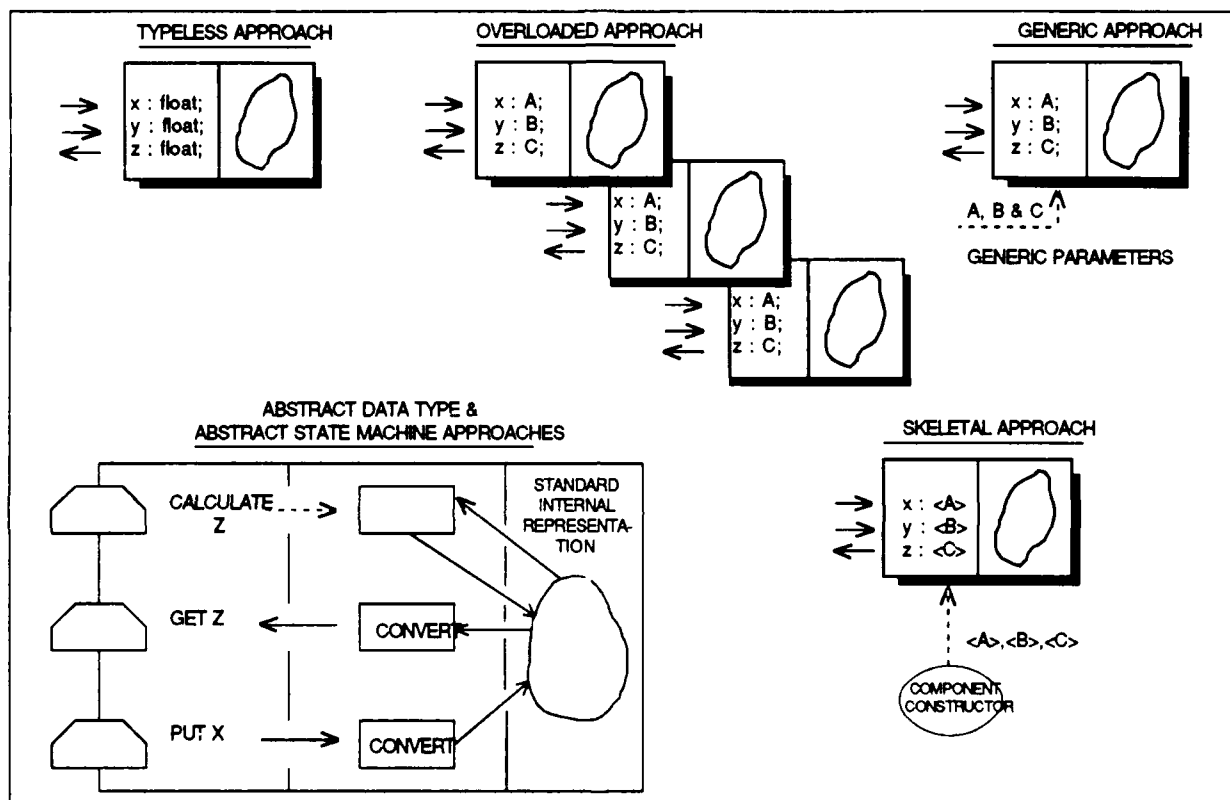 TYPELESS APPROACH
x : float;
y : float;
z : float;
OVERLOADED APPROACH
x : A;
y : B;
z : C;
x : A;
y : B;
z : C;
x : A;
y : B;
z : C;
GENERIC APPROACH
x : A;
y : B;
z : C;
A, B & C
GENERIC PARAMETERS
ABSTRACT DATA TYPE &
ABSTRACT STATE MACHINE APPROACHES
CALCULATE
Z
GET Z
PUT X
CONVERT
CONVERT
STANDARD
INTERNAL
REPRESENTA-
TION
SKELETAL APPROACH
x : <A>
y : <B>
z : <C>
<A>,<B>,<C>
COMPONENT
CONSTRUCTOR